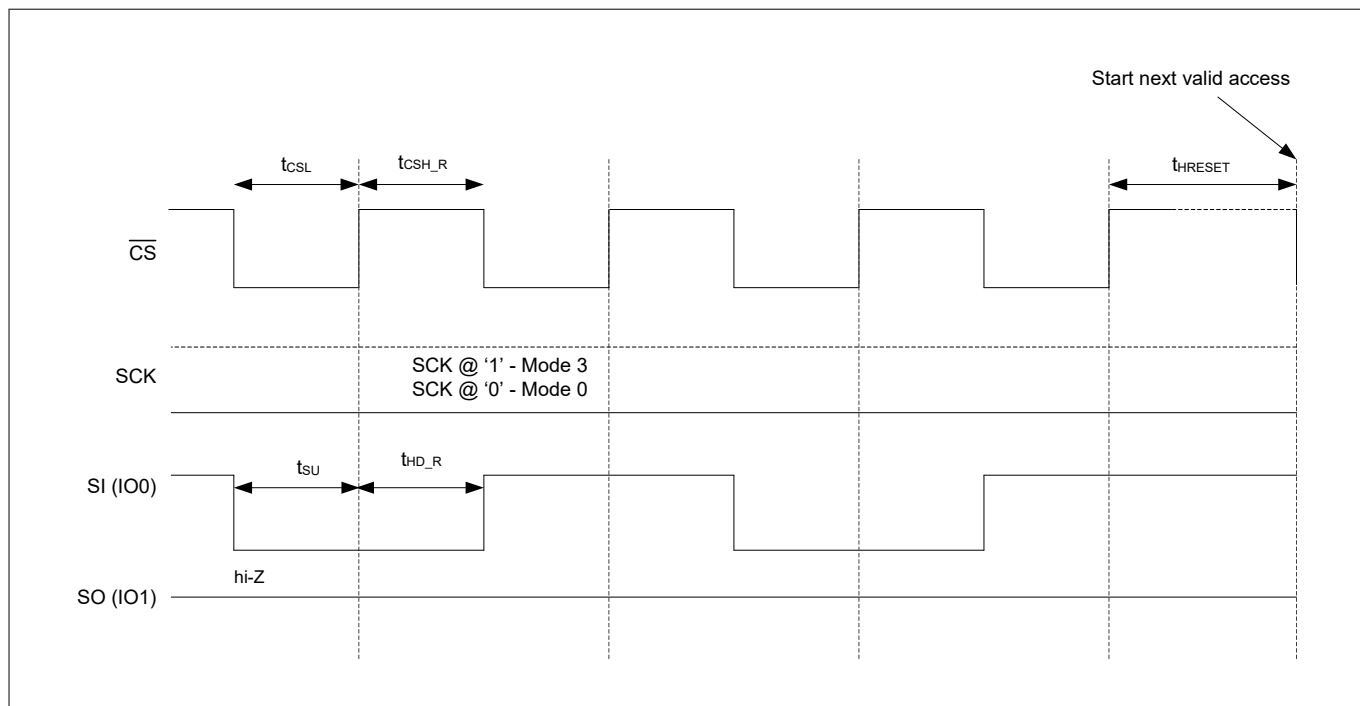 Start next valid access
tCSL
tCSH_R
tHRESET
CS
SCK
SCK @ ‘1’ - Mode 3
SCK @ ‘0’ - Mode 0
SI (IO0)
tSU
tHD_R
hi-Z
SO (IO1)